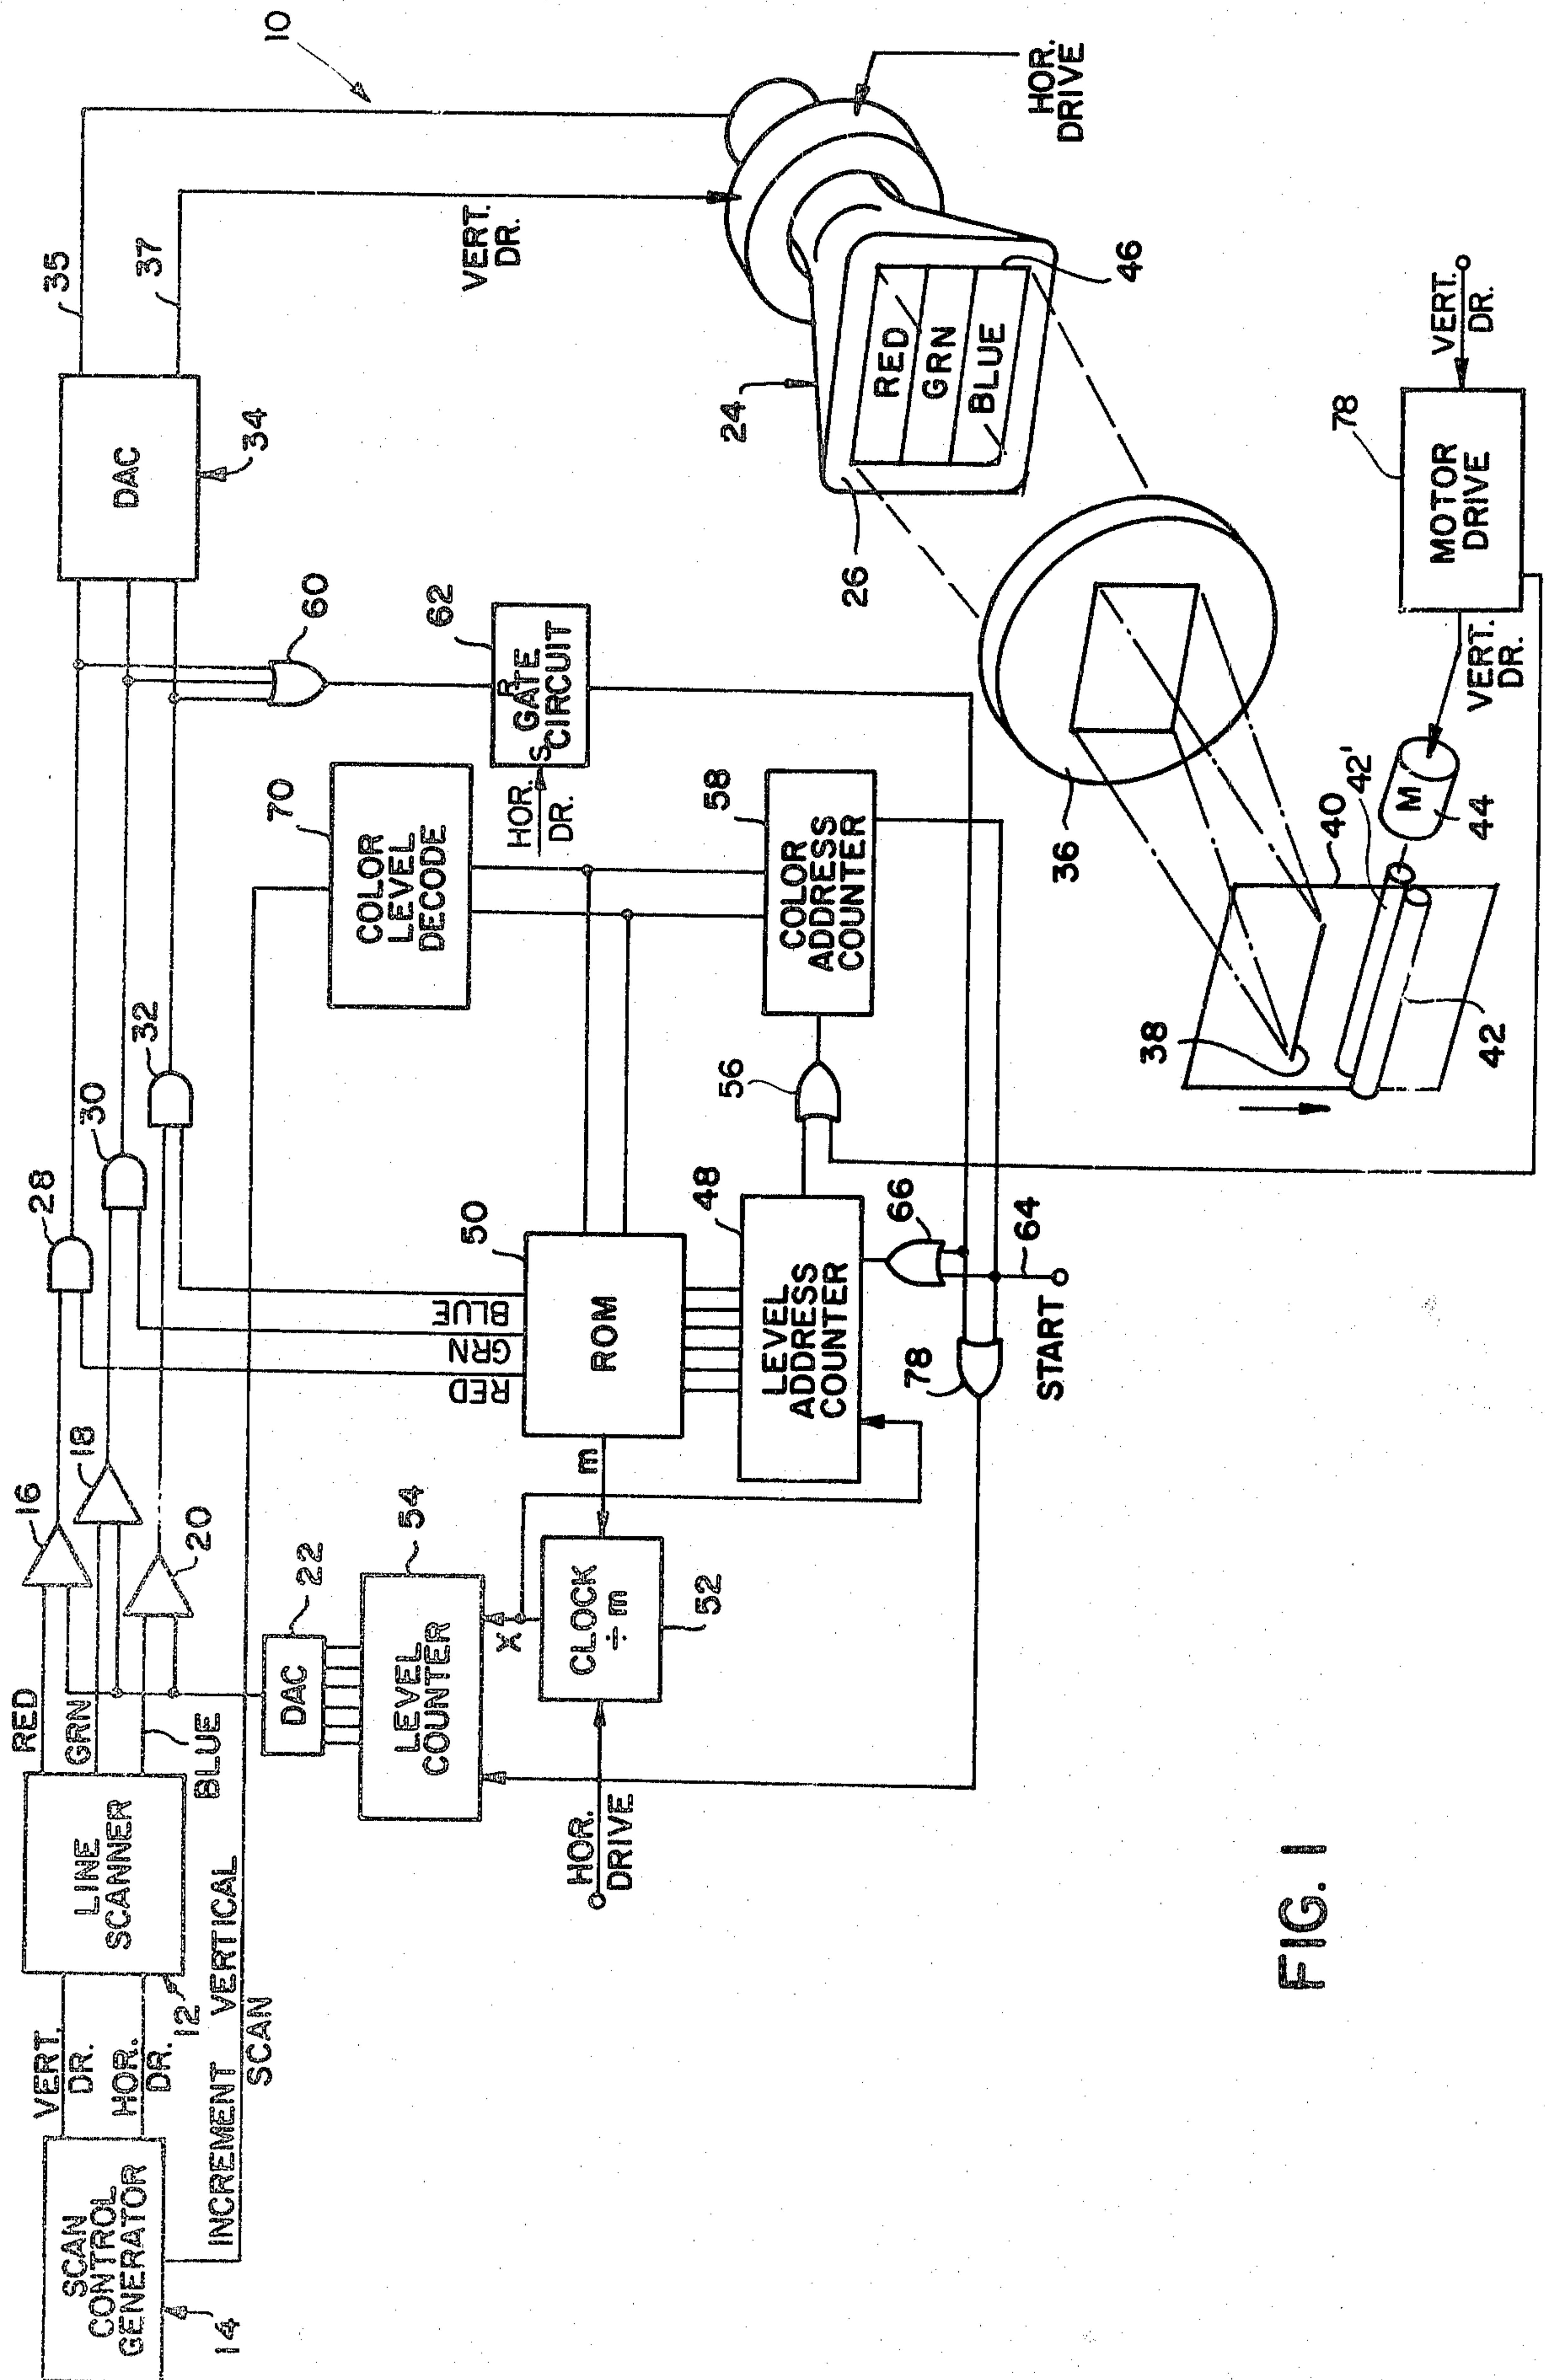 SCAN
CONTROL
GENERATOR
14
VERT.
DR.
HOR.
DR.
INCREMENT VERTICAL
SCAN
LINE
SCANNER
12
RED
GRN
BLUE
16
18
20
DAC
22
LEVEL
COUNTER
54
X
CLOCK
÷ m
52
HOR.
DRIVE
m
ROM
50
RED
GRN
BLUE
LEVEL
ADDRESS
COUNTER
48
66
78
64
START
28
30
32
56
COLOR
LEVEL
DECODE
70
COLOR
ADDRESS
COUNTER
58
HOR.
DR.
S
R
GATE
CIRCUIT
62
60
DAC
34
35
37
VERT.
DR.
10
HOR.
DRIVE
24
26
RED
GRN
BLUE
46
36
38
40
42
42'
M
44
VERT.
DR.
MOTOR
DRIVE
78
VERT.
DR.
FIG. 1